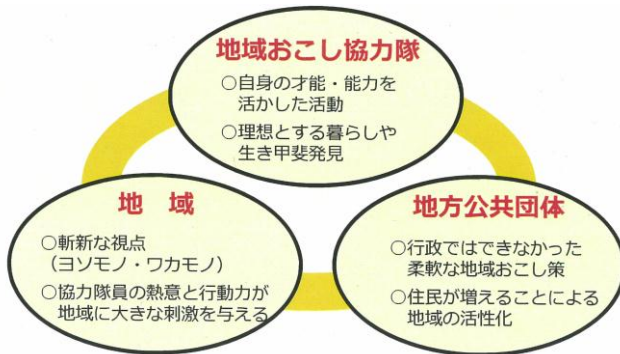 地域おこし協力隊
○自身の才能・能力を
活かした活動
○理想とする暮らしや
生き甲斐発見
地　域
○斬新な視点
（ヨソモノ・ワカモノ）
○協力隊員の熱意と行動力が
地域に大きな刺激を与える
地方公共団体
○行政ではできなかった
柔軟な地域おこし策
○住民が増えることによる
地域の活性化